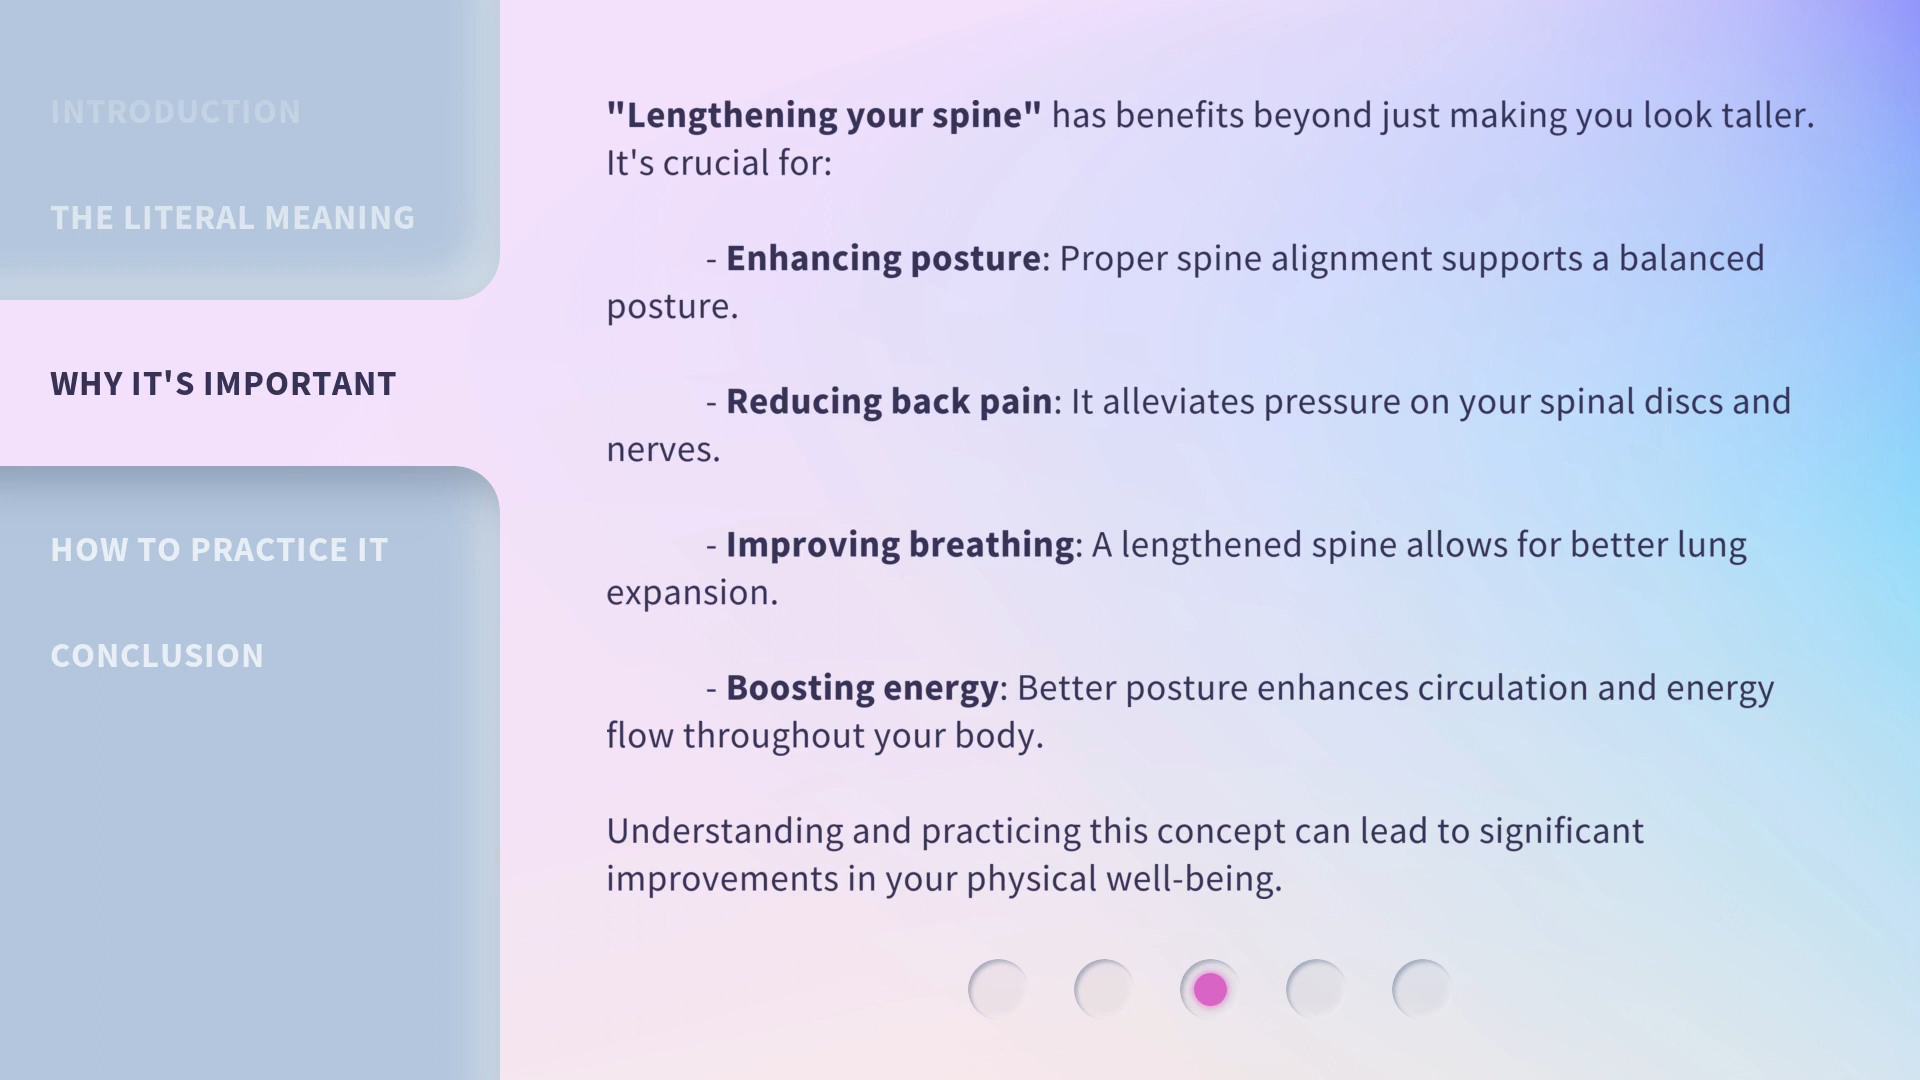 INTRODUCTION
THE LITERAL MEANING
WHY IT'S IMPORTANT
HOW TO PRACTICE IT
CONCLUSION
"Lengthening your spine" has benefits beyond just making you look taller.
It's crucial for:
- Enhancing posture: Proper spine alignment supports a balanced
posture.
- Reducing back pain: It alleviates pressure on your spinal discs and
nerves.
- Improving breathing: A lengthened spine allows for better lung
expansion.
- Boosting energy: Better posture enhances circulation and energy
flow throughout your body.
Understanding and practicing this concept can lead to significant
improvements in your physical well-being.